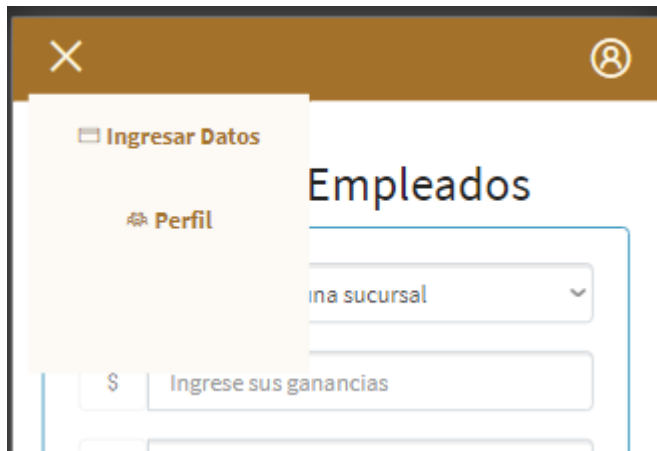 Ingresar Datos
Empleados
Perfil
una sucursal
$ Ingrese sus ganancias